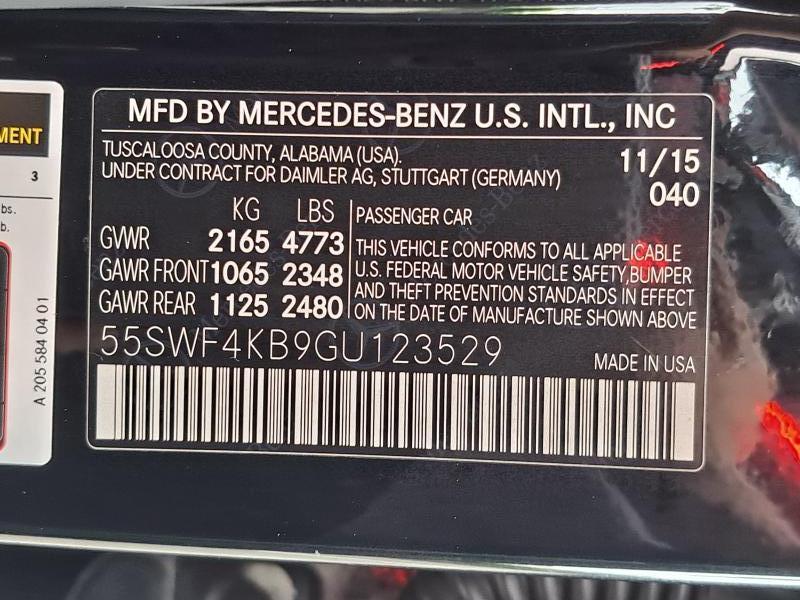 MFD BY MERCEDES-BENZ U.S. INTL., INC
TUSCALOOSA COUNTY, ALABAMA (USA).
UNDER CONTRACT FOR DAIMLER AG, STUTTGART (GERMANY)
11/15
040
KG LBS
GVWR 2165 4773
GAWR FRONT 1065 2348
GAWR REAR 1125 2480
PASSENGER CAR
THIS VEHICLE CONFORMS TO ALL APPLICABLE
U.S. FEDERAL MOTOR VEHICLE SAFETY,BUMPER
AND THEFT PREVENTION STANDARDS IN EFFECT
ON THE DATE OF MANUFACTURE SHOWN ABOVE
55SWF4KB9GU123529
MADE IN USA
3
A 205 584 04 01